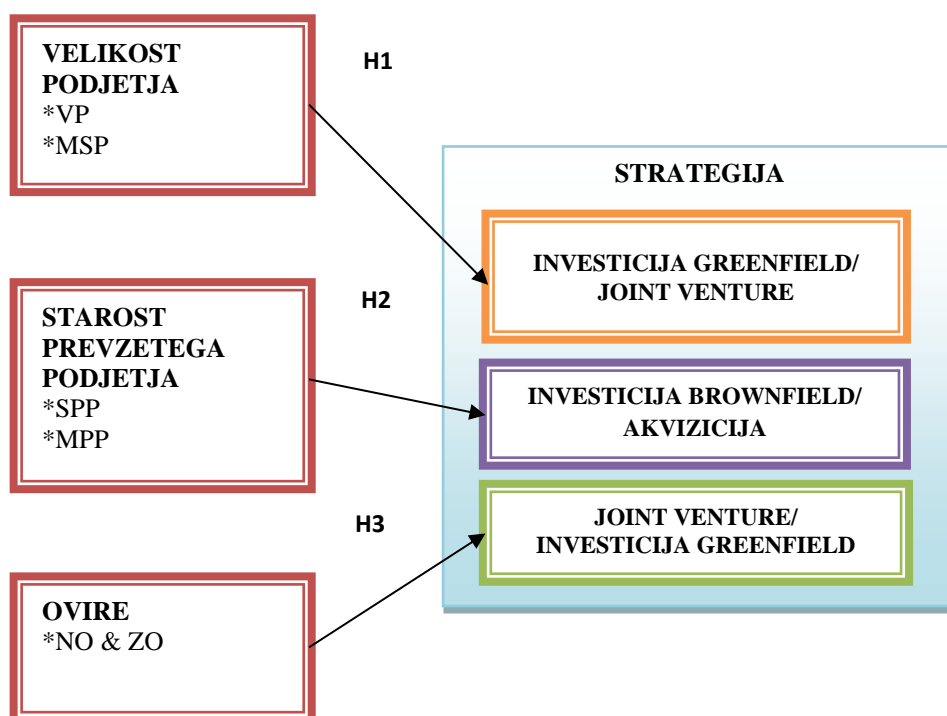 VELIKOST
PODJETJA
*VP
*MSP
H1
STAROST
PREVZETEGA
PODJETJA
*SPP
*MPP
H2
OVIRE
*NO & ZO
H3
STRATEGIJA
INVESTICIJA GREENFIELD/
JOINT VENTURE
INVESTICIJA BROWNFIELD/
AKVIZICIJA
JOINT VENTURE/
INVESTICIJA GREENFIELD